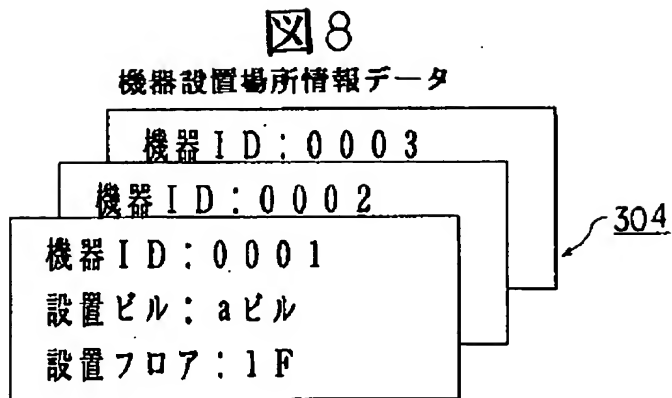 図8
機器設置場所情報データ
機器ID:0003
機器ID:0002
機器ID:0001
設置ビル:aビル
設置フロア:1F
304